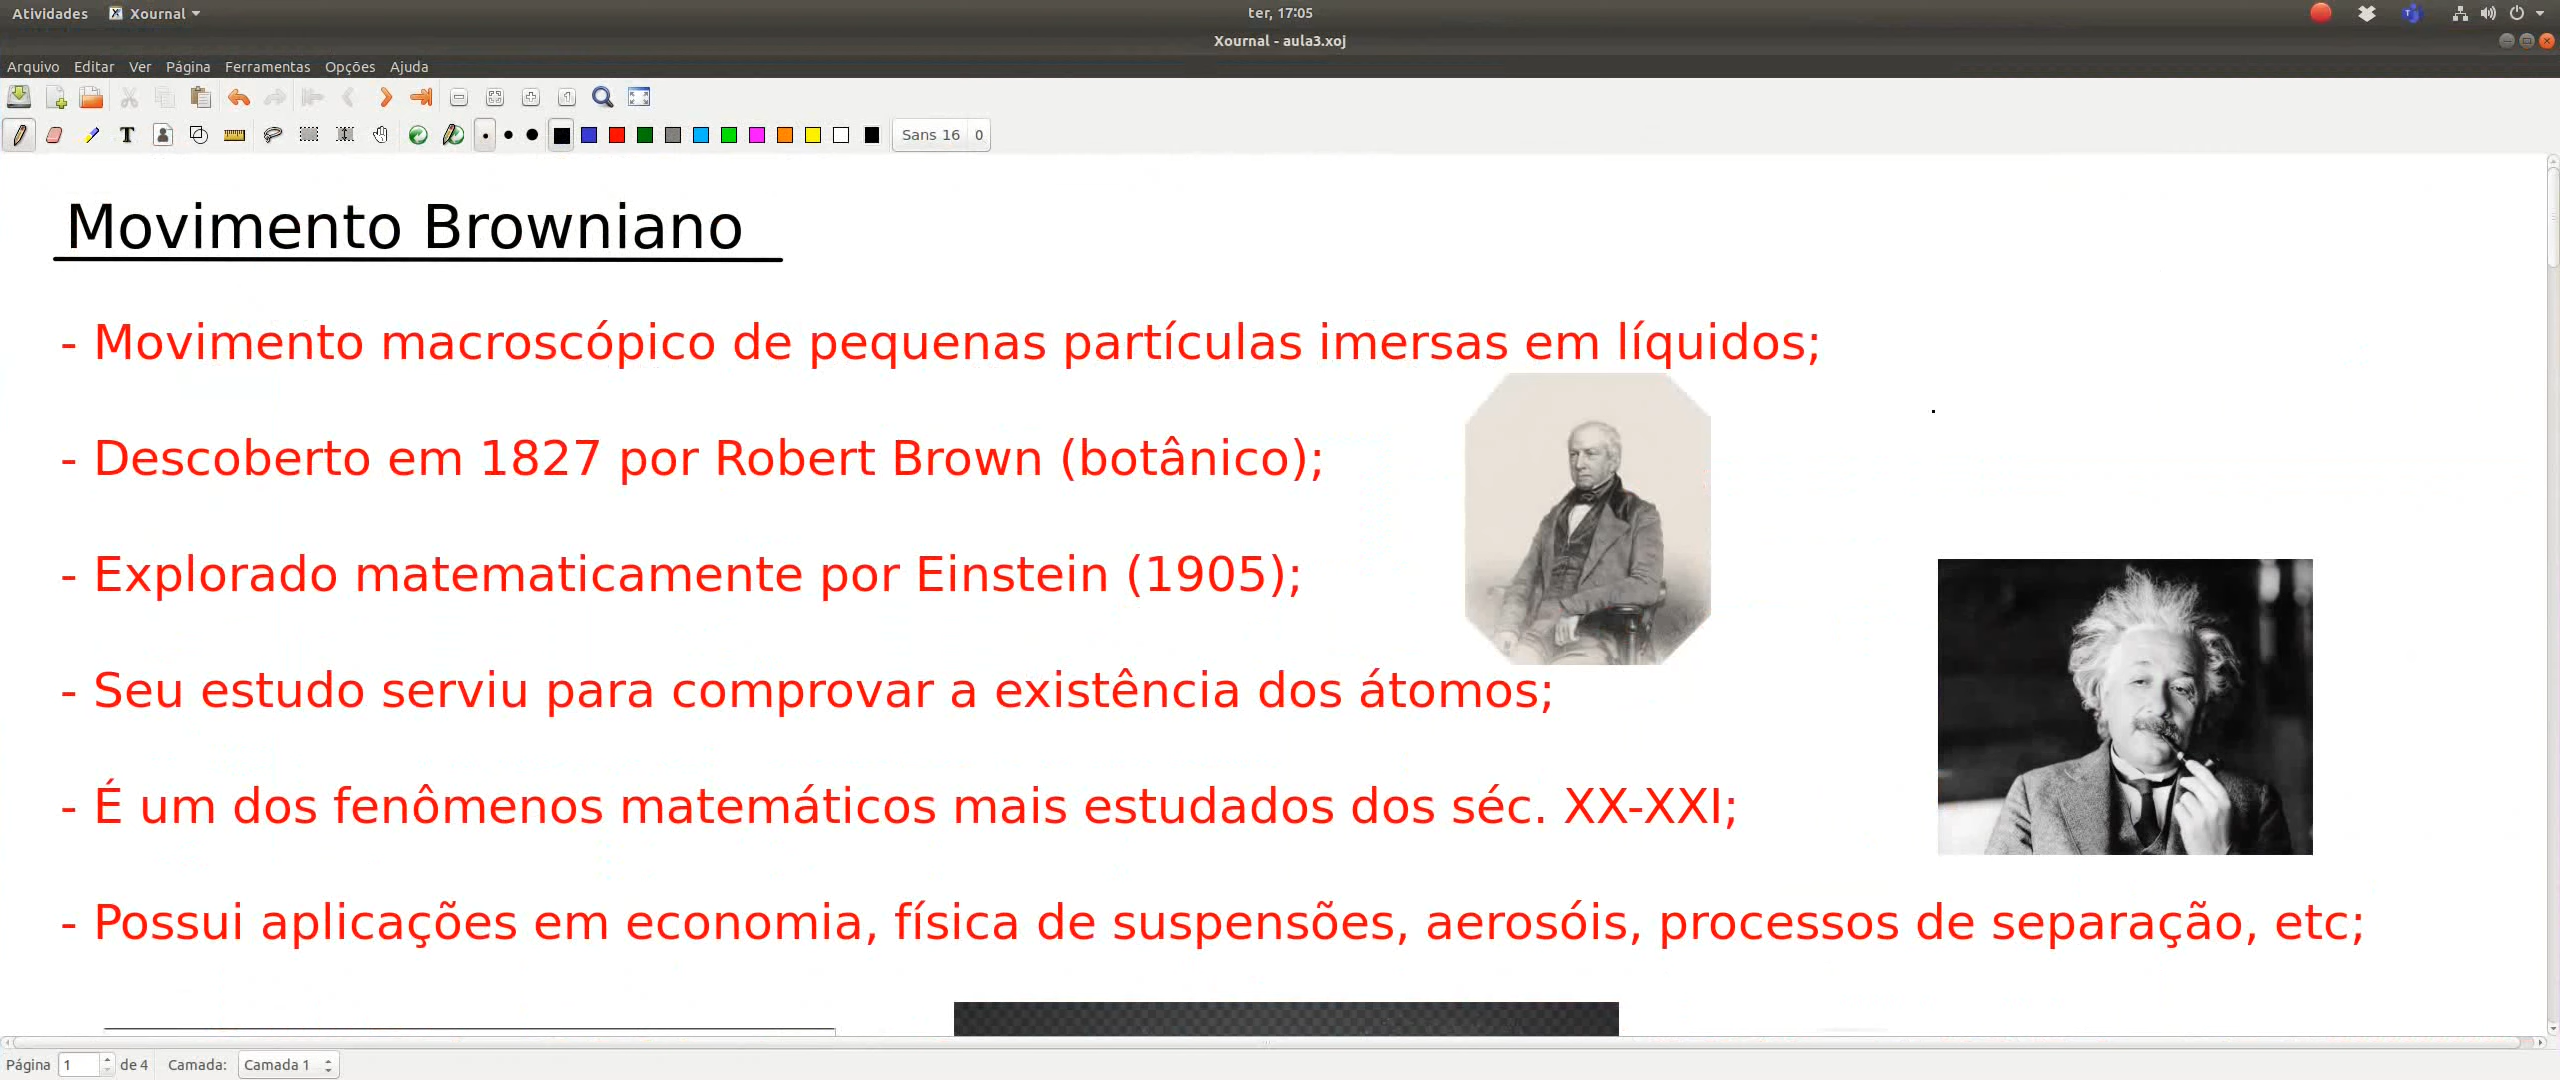 Atividades Xournal ter, 17:05
Xournal - aula3.xoj
Arquivo Editar Ver Página Ferramentas Opções Ajuda
T Sans 16 0
Movimento Browniano
- Movimento macroscópico de pequenas partículas imersas em líquidos;
- Descoberto em 1827 por Robert Brown (botânico);
- Explorado matematicamente por Einstein (1905);
- Seu estudo serviu para comprovar a existência dos átomos;
- É um dos fenômenos matemáticos mais estudados dos séc. XX-XXI;
- Possui aplicações em economia, física de suspensões, aerosóis, processos de separação, etc;
Página 1 de 4 Camada: Camada 1